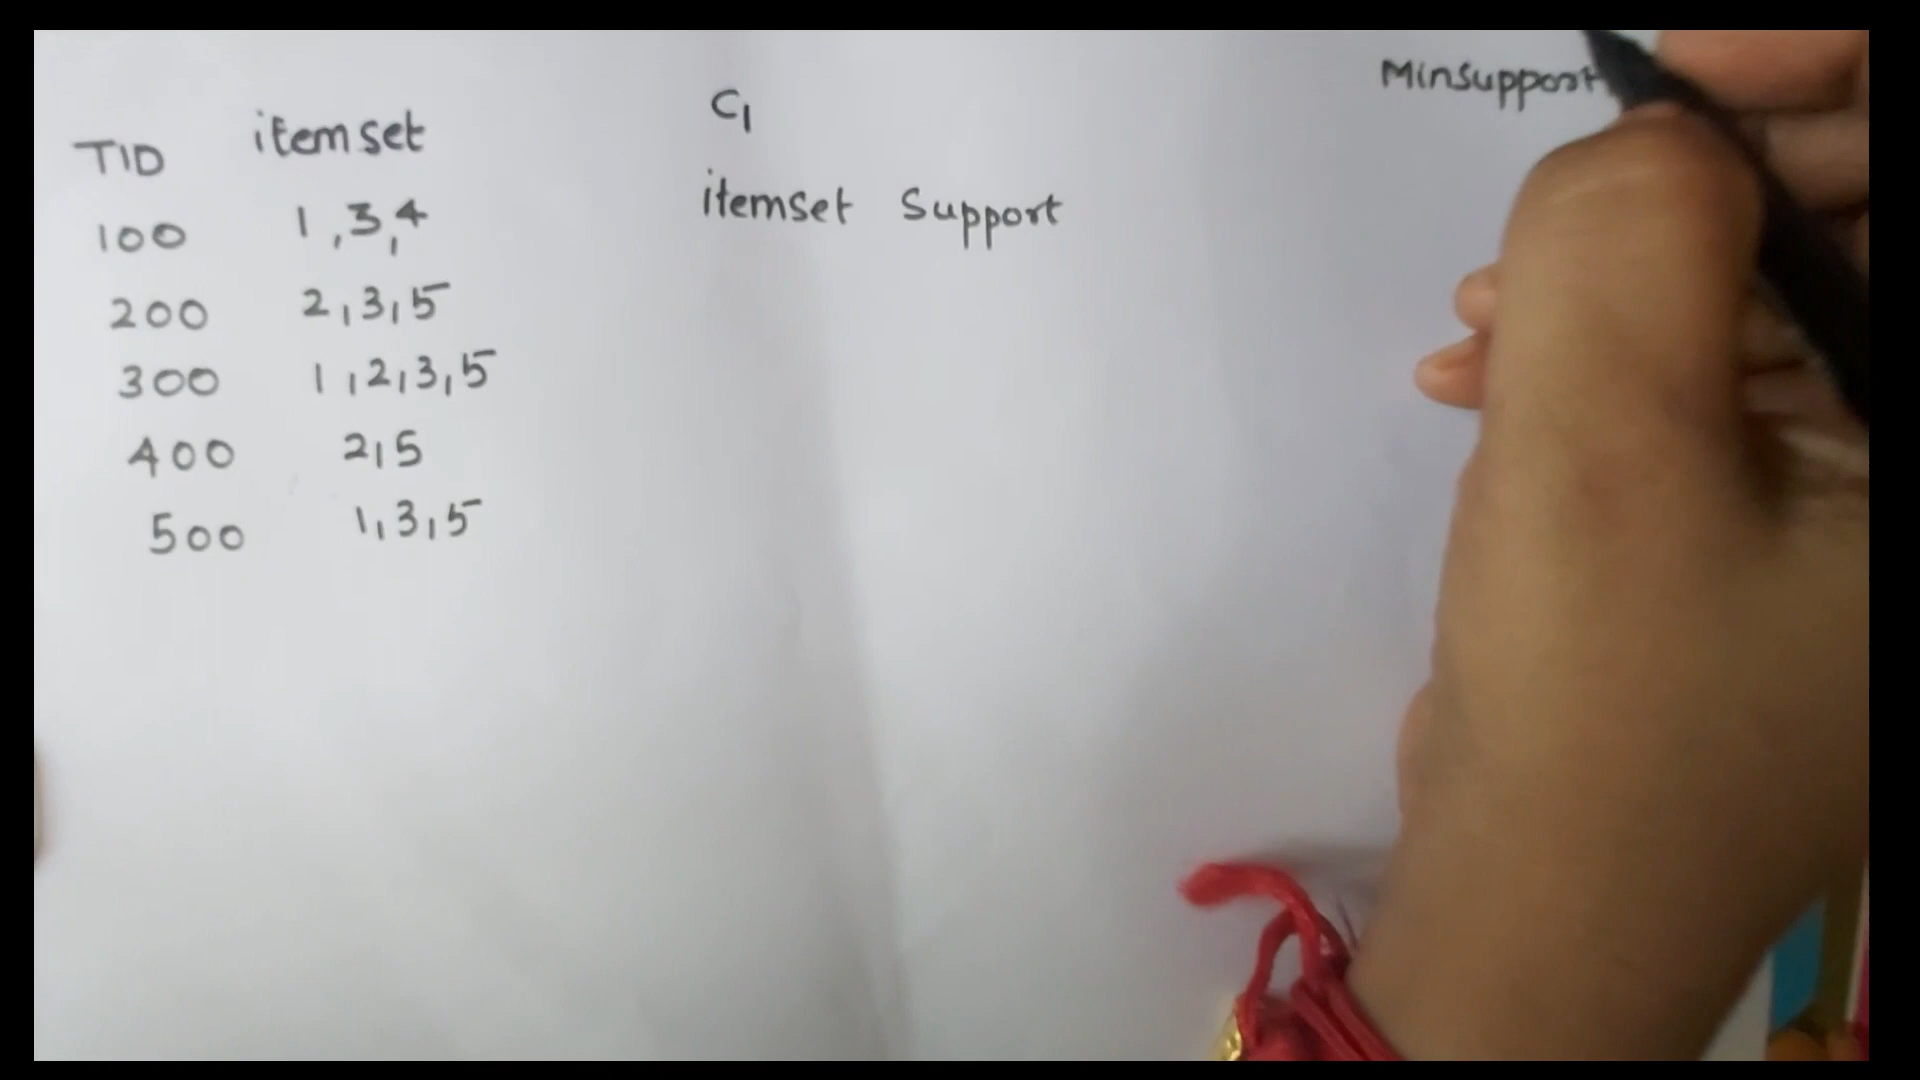 TID itemset
100 1,3,4
200 2,3,5
300 1,2,3,5
400 2,5
500 1,3,5
C1
itemset Support
Minsupport